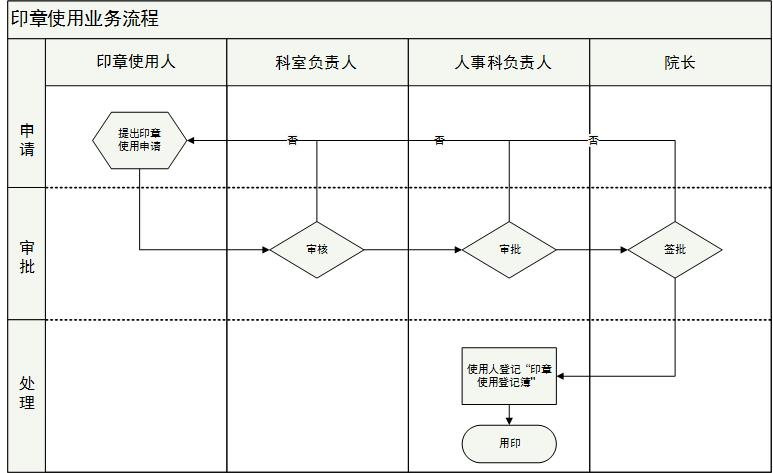 印章使用业务流程
印章使用人
科室负责人
人事科负责人
院长
申
请
提出印章
使用申请
否
否
否
审
批
审核
审批
签批
处
理
使用人登记“印章
使用登记簿”
用印